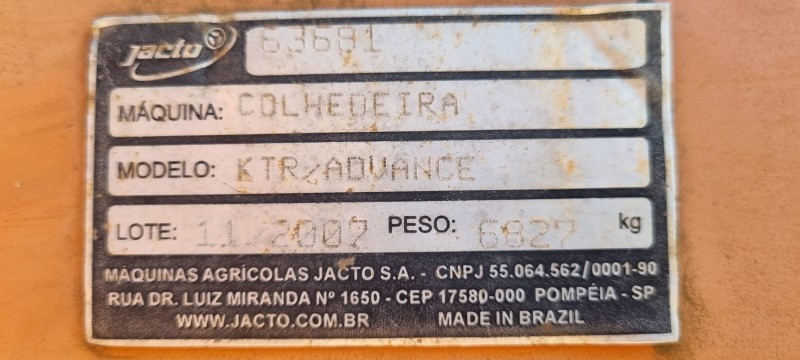 Jacto 63681
MÁQUINA: COLHEDEIRA
MODELO: KTR/ADVANCE
LOTE: 11/2007 PESO: 6827 kg
MÁQUINAS AGRÍCOLAS JACTO S.A. - CNPJ 55.064.562/0001-90
RUA DR. LUIZ MIRANDA Nº 1650 - CEP 17580-000 POMPÉIA - SP
WWW.JACTO.COM.BR MADE IN BRAZIL